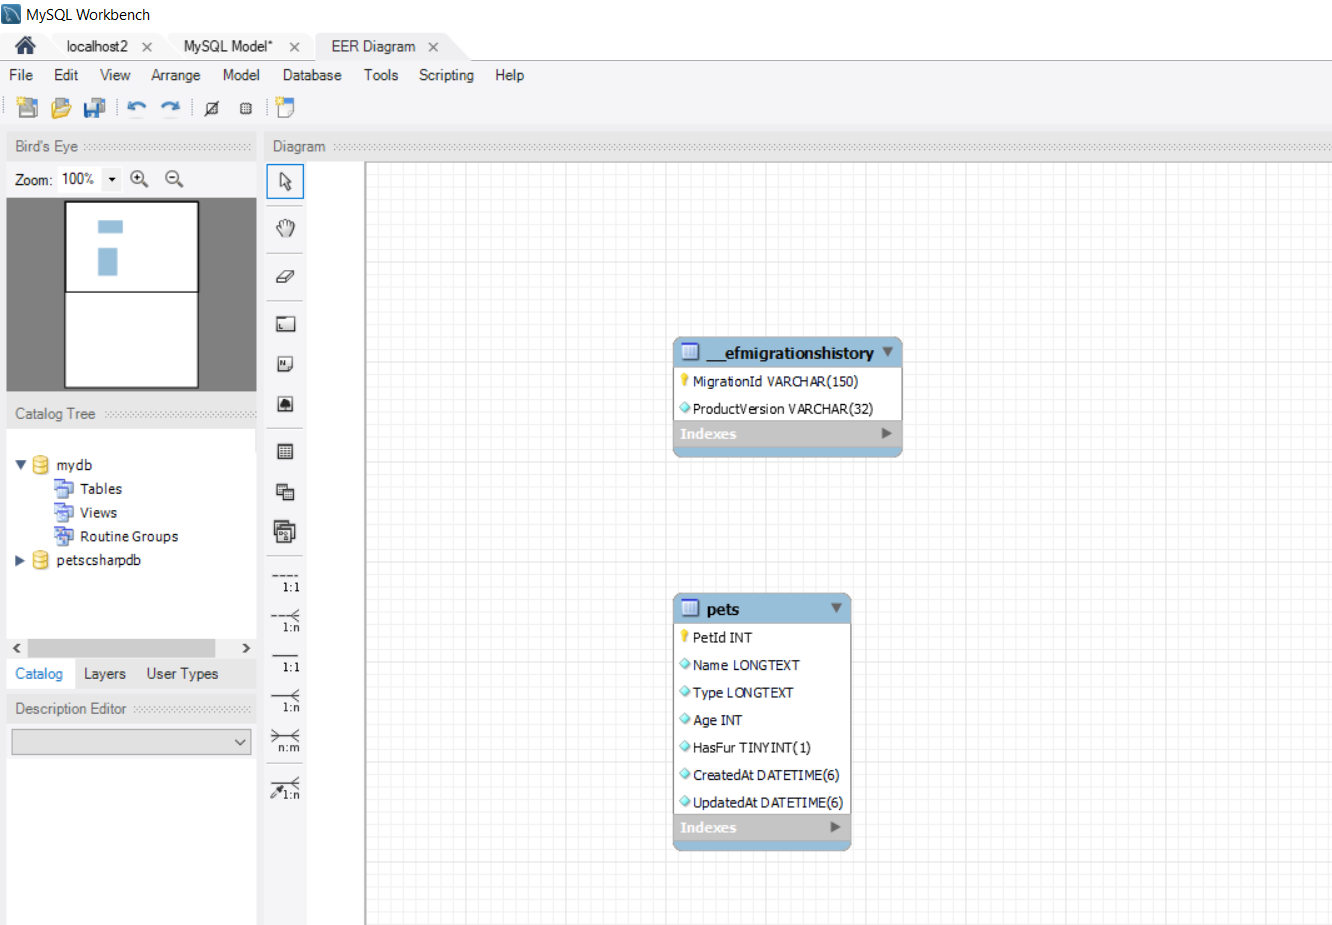 MySQL Workbench
localhost2
MySQL Model*
EER Diagram
File Edit View Arrange Model Database Tools Scripting Help
Bird's Eye
Diagram
Zoom: 100%
Catalog Tree
mydb
Tables
Views
Routine Groups
petscsharpdb
Catalog Layers User Types
Description Editor
1:1
1:n
1:1
1:n
n:m
1:n
__efmigrationshistory
MigrationId VARCHAR(150)
ProductVersion VARCHAR(32)
Indexes
pets
PetId INT
Name LONGTEXT
Type LONGTEXT
Age INT
HasFur TINYINT(1)
CreatedAt DATETIME(6)
UpdatedAt DATETIME(6)
Indexes